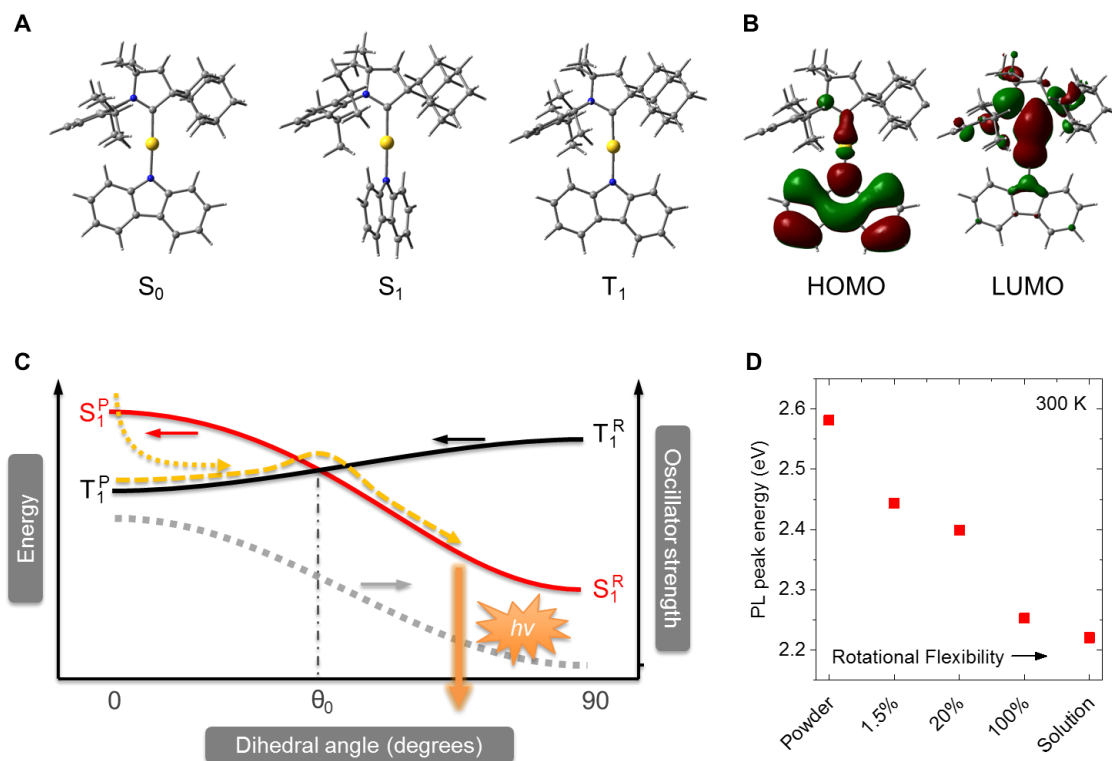 A
B
S₀
S₁
T₁
HOMO
LUMO
C
D
S₁ᴾ
T₁ᴿ
T₁ᴾ
S₁ᴿ
hν
Energy
Oscillator strength
0
θ₀
90
Dihedral angle (degrees)
300 K
2.6
2.5
2.4
2.3
2.2
PL peak energy (eV)
Rotational Flexibility
Powder
1.5%
20%
100%
Solution